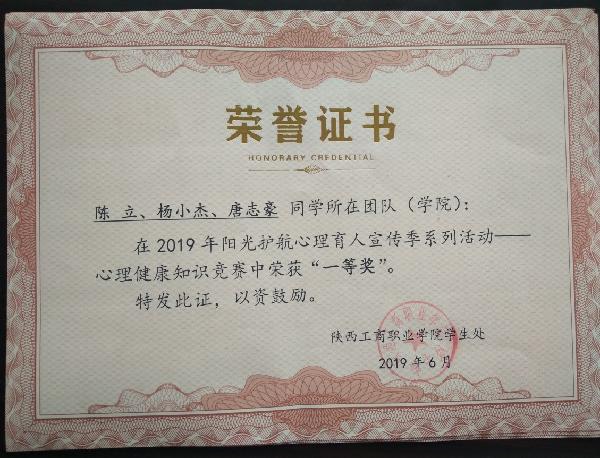 荣誉证书
HONORARY CREDENTIAL
陈 立、杨小杰、唐志豪 同学所在团队（学院）：
在2019年阳光护航心理育人宣传季系列活动——
心理健康知识竞赛中荣获“一等奖”。
特发此证，以资鼓励。
陕西工商职业学院学生处
2019年6月